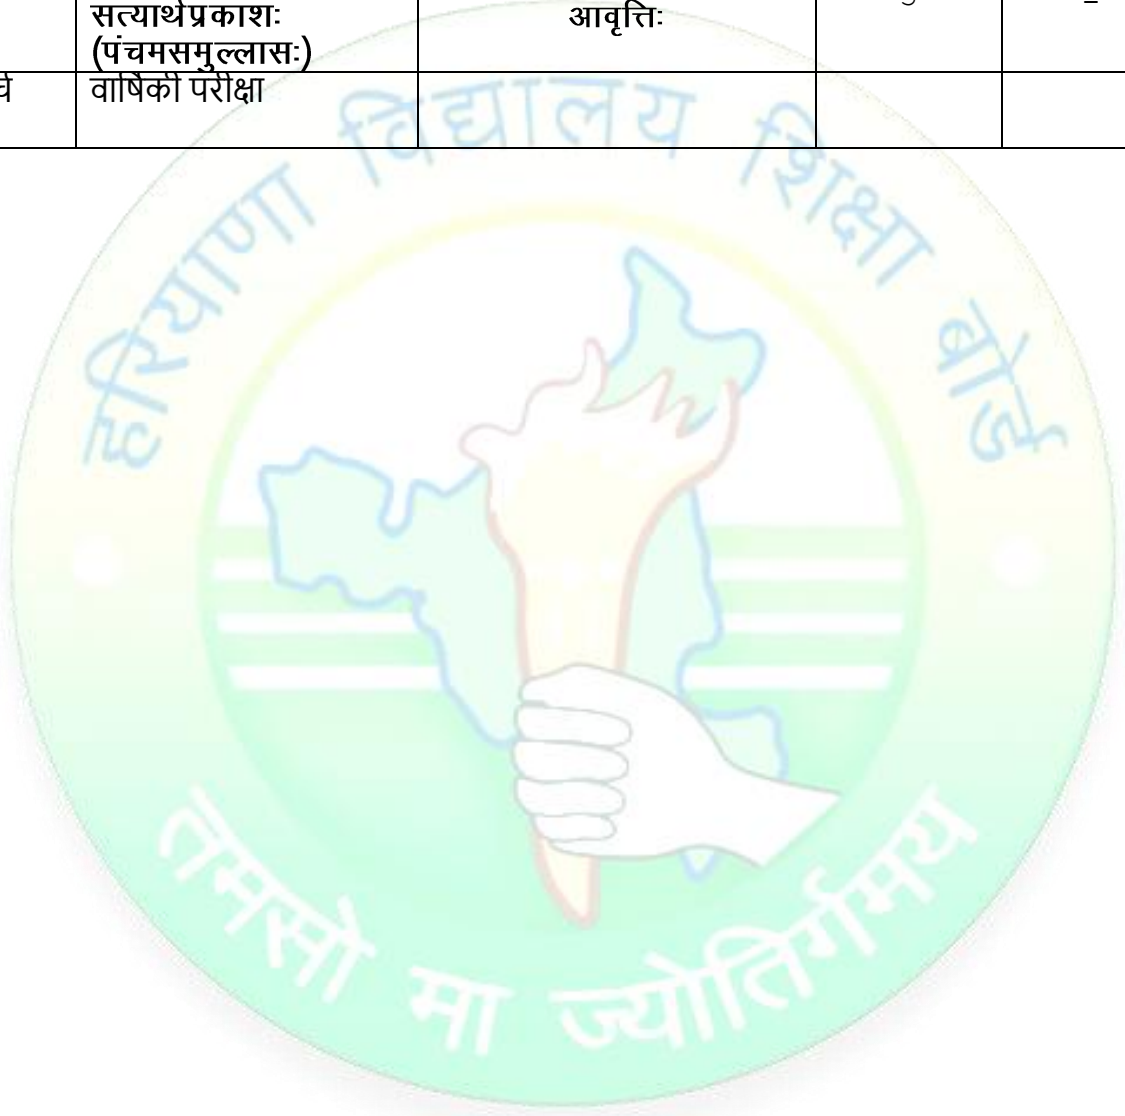 सत्यार्थप्रकाशः
(पंचमसमुल्लासः)
आवृत्तिः
वार्षिकी परीक्षा
हरियाणा विद्यालय शिक्षा बोर्ड
तमसो मा ज्योतिर्गमय